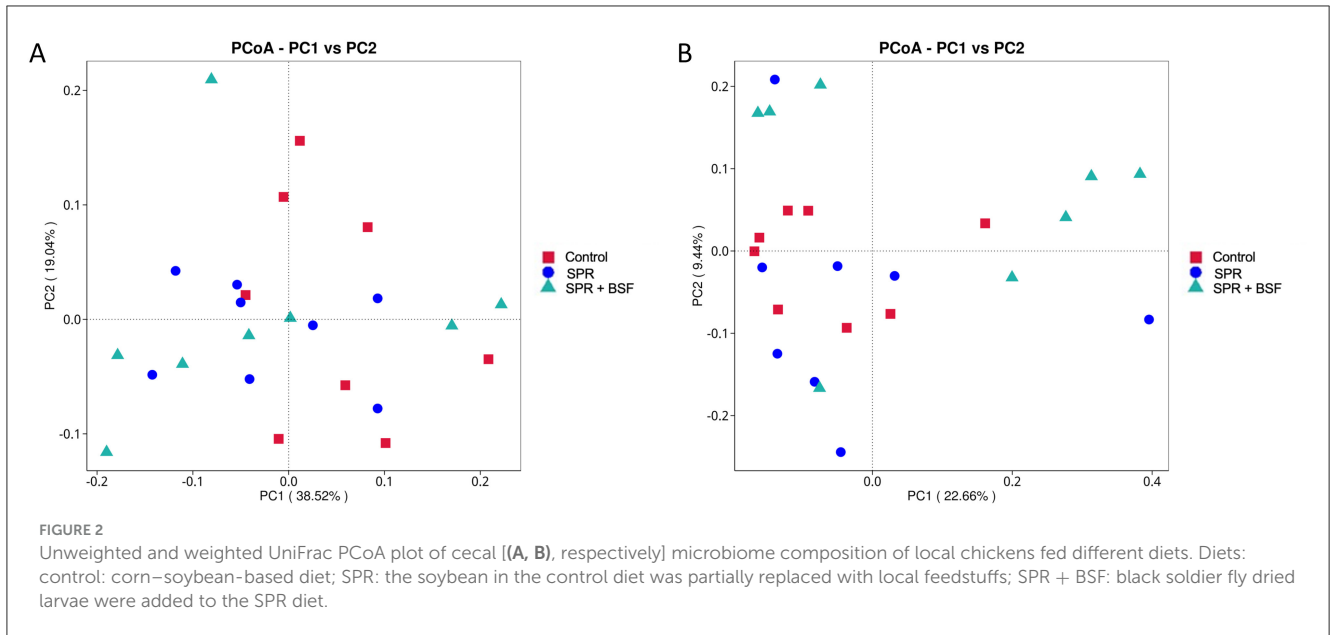 A
PCoA - PC1 vs PC2
0.2
0.1
0.0
-0.1
PC2 ( 19.04% )
-0.2
-0.1
0.0
0.1
0.2
PC1 ( 38.52% )
Control
SPR
SPR + BSF
B
PCoA - PC1 vs PC2
0.2
0.1
0.0
-0.1
-0.2
PC2 ( 9.44% )
0.0
0.2
0.4
PC1 ( 22.66% )
Control
SPR
SPR + BSF
FIGURE 2
Unweighted and weighted UniFrac PCoA plot of cecal [(A, B), respectively] microbiome composition of local chickens fed different diets. Diets:
control: corn–soybean-based diet; SPR: the soybean in the control diet was partially replaced with local feedstuffs; SPR + BSF: black soldier fly dried
larvae were added to the SPR diet.